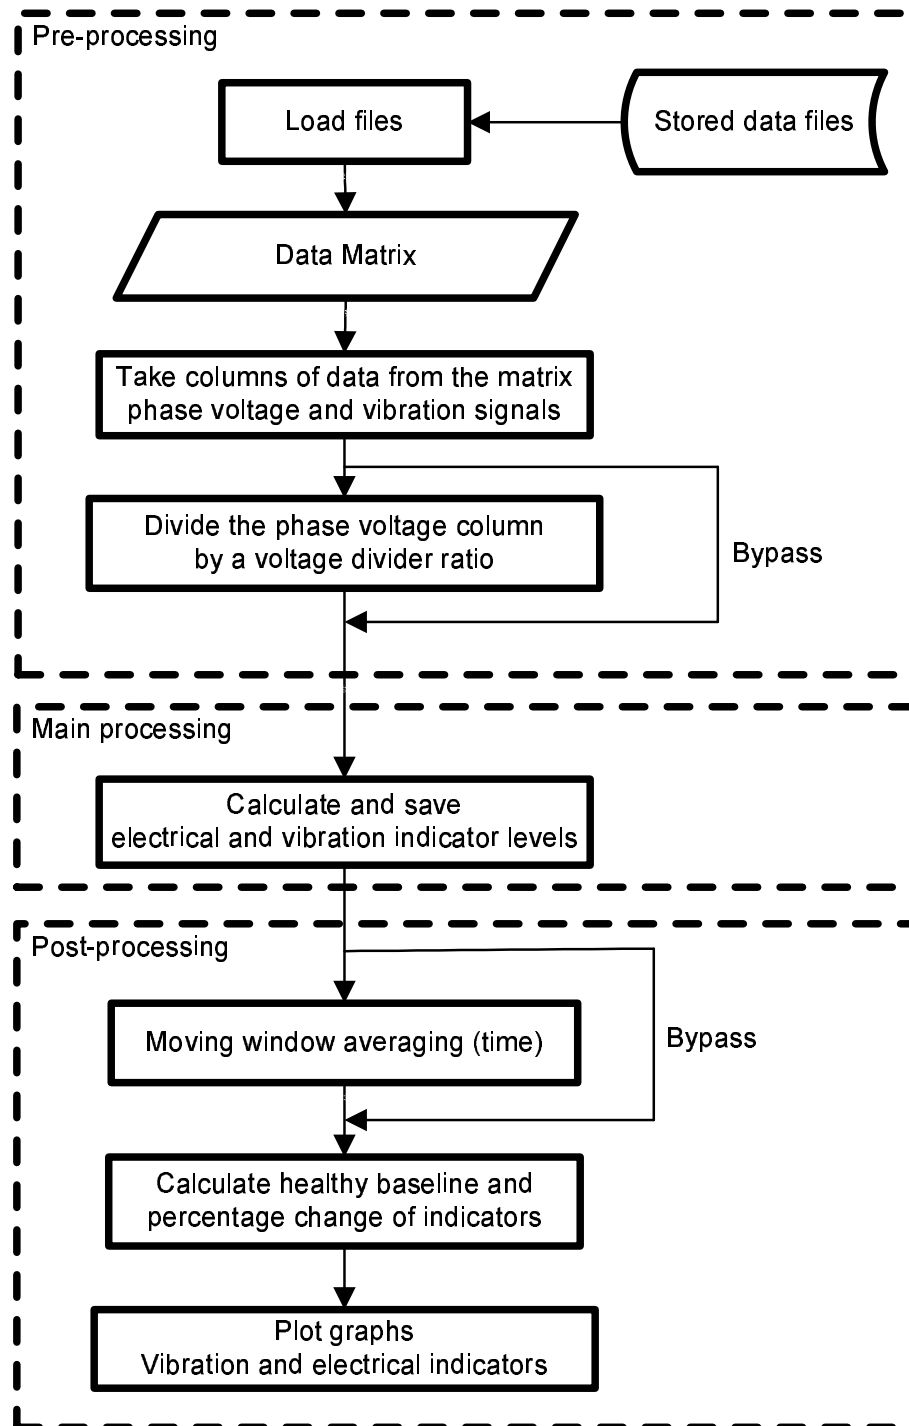 Pre-processing
Load files
Stored data files
Data Matrix
Take columns of data from the matrix
phase voltage and vibration signals
Divide the phase voltage column
by a voltage divider ratio
Bypass
Main processing
Calculate and save
electrical and vibration indicator levels
Post-processing
Moving window averaging (time)
Bypass
Calculate healthy baseline and
percentage change of indicators
Plot graphs
Vibration and electrical indicators